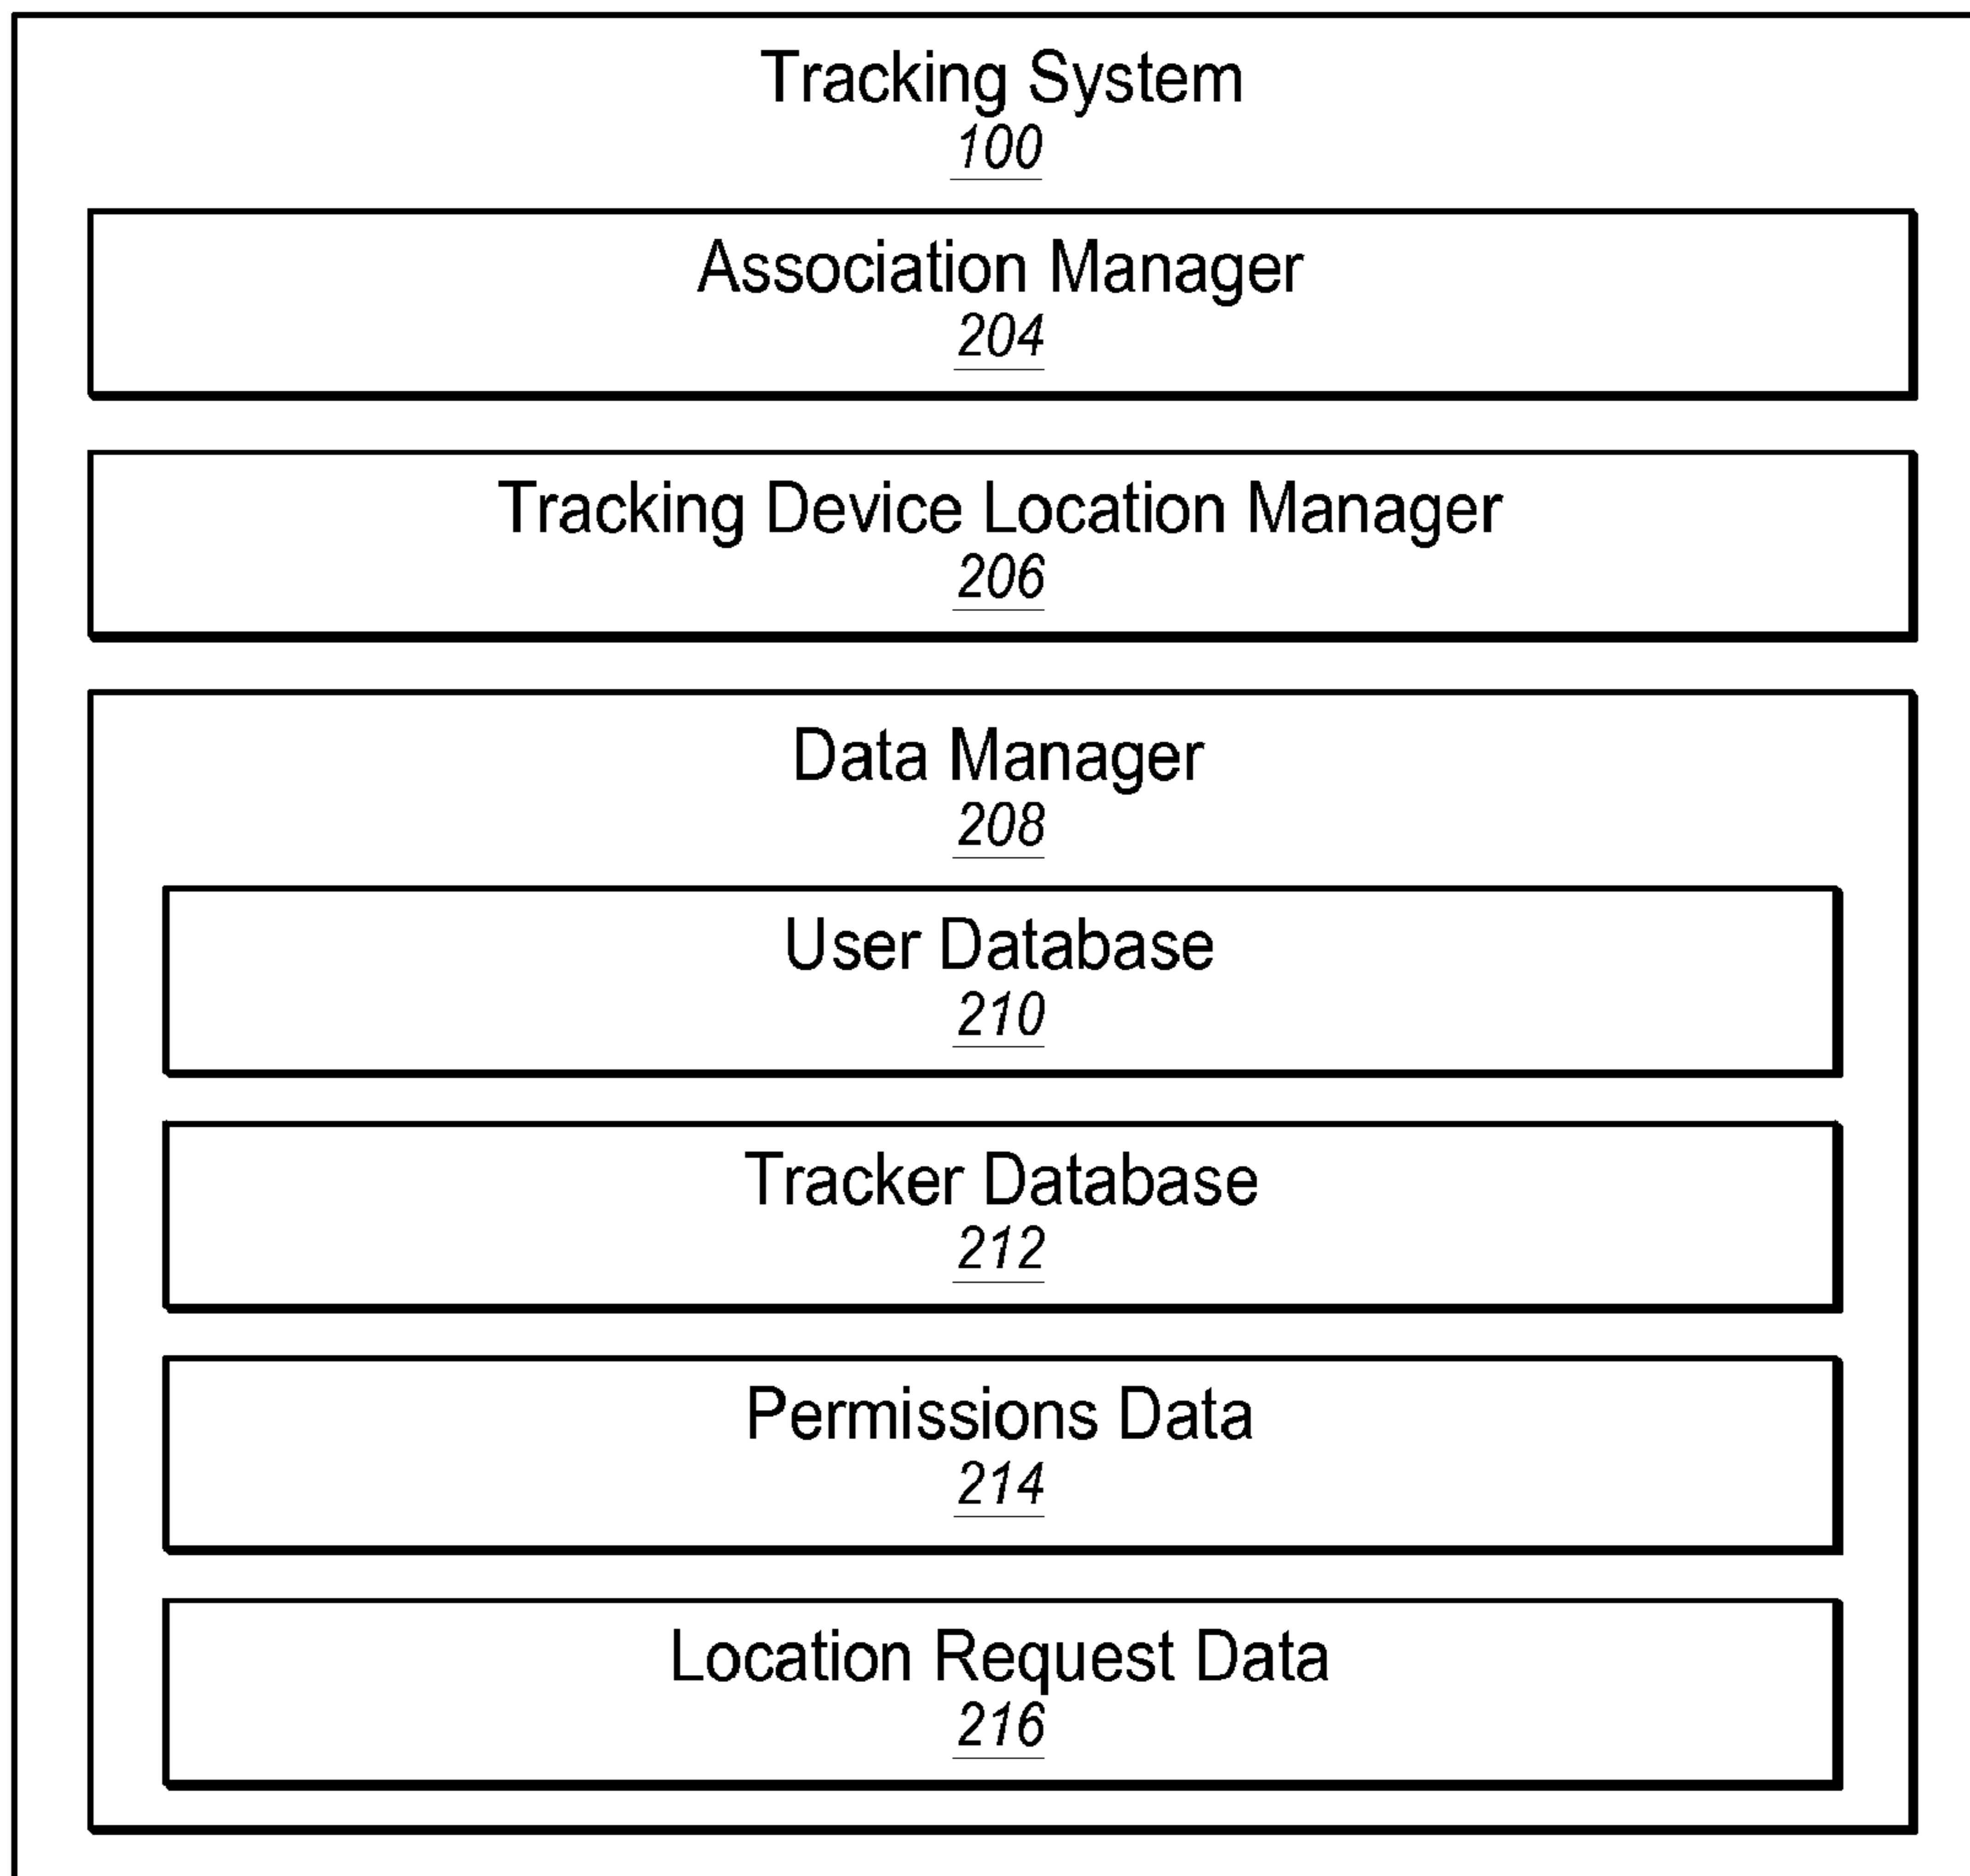 Tracking System
100
Association Manager
204
Tracking Device Location Manager
206
Data Manager
208
User Database
210
Tracker Database
212
Permissions Data
214
Location Request Data
216